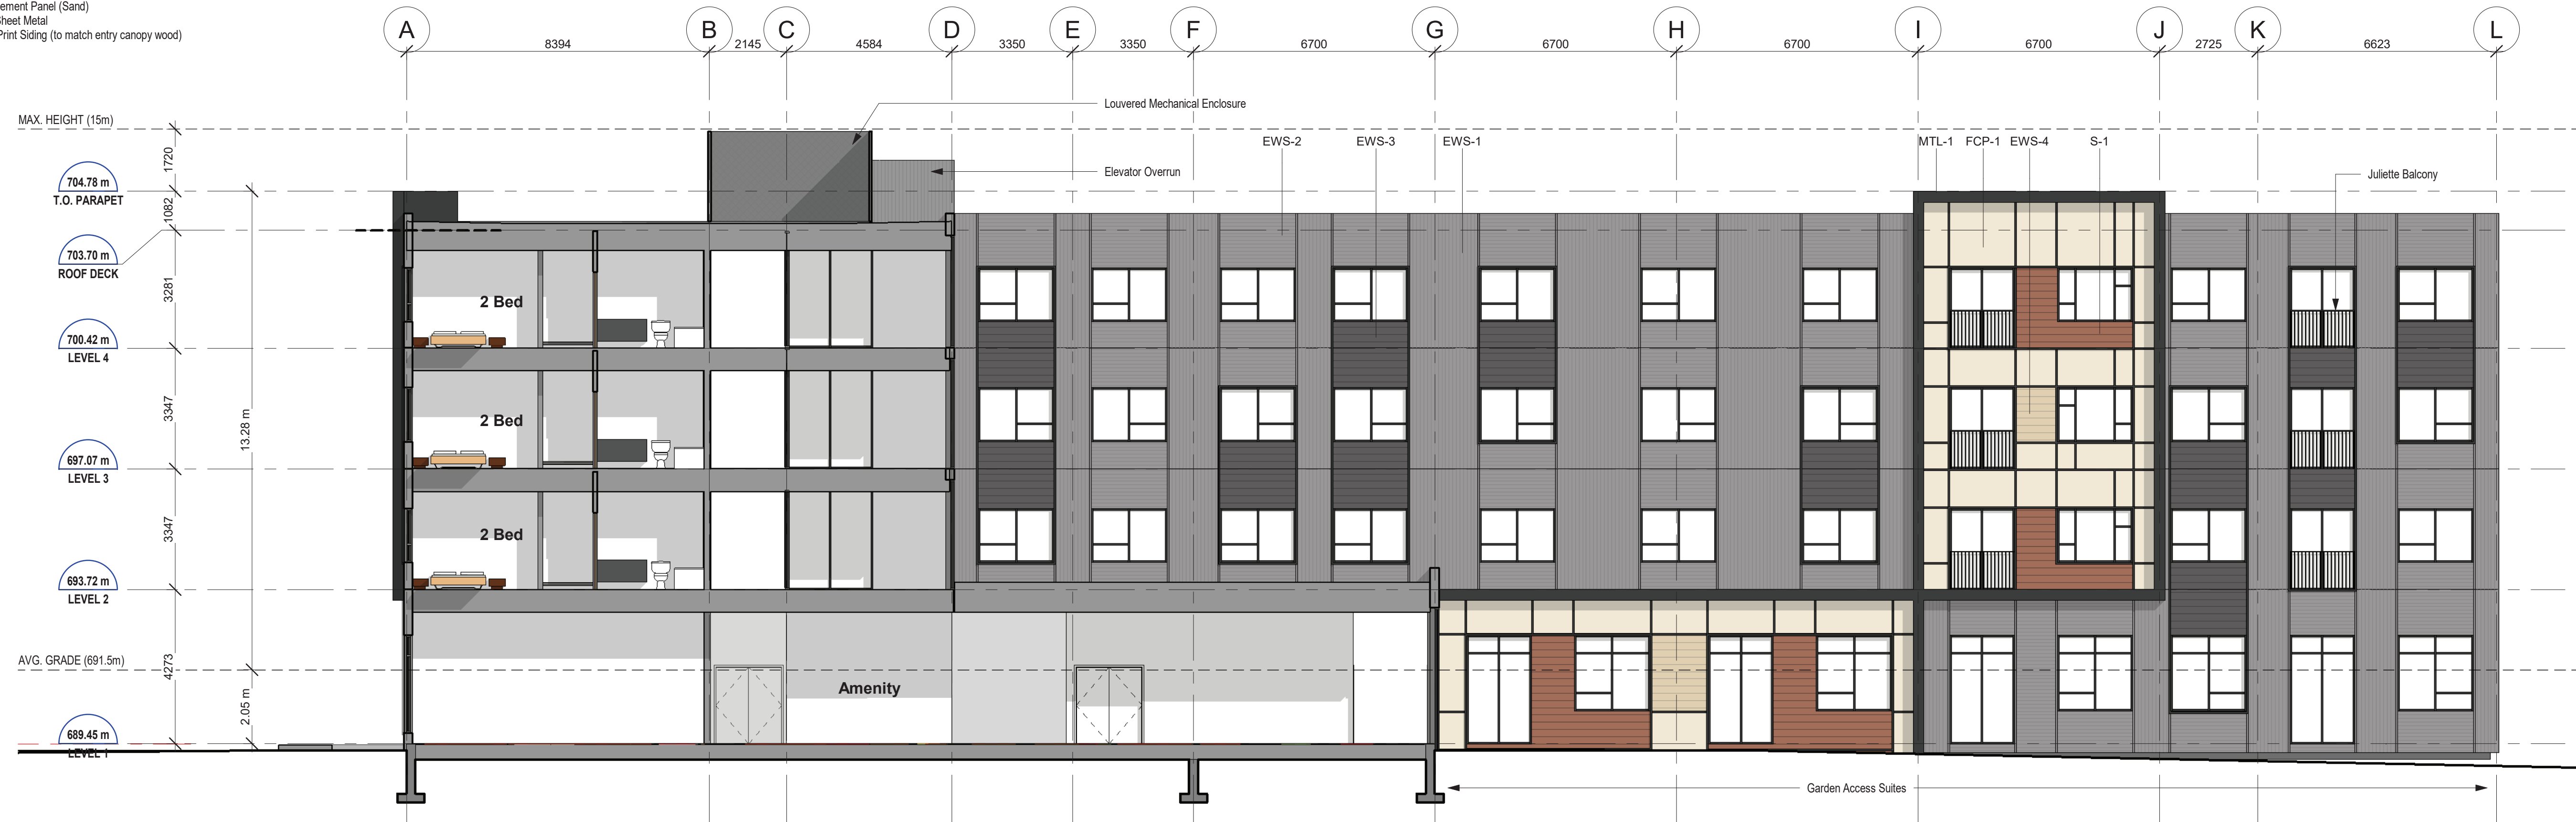 ement Panel (Sand)
Sheet Metal
Print Siding (to match entry canopy wood)
A B C D E F G H I J K L
8394 2145 4584 3350 3350 6700 6700 6700 6700 2725 6623
Louvered Mechanical Enclosure
MAX. HEIGHT (15m)
EWS-2 EWS-3 EWS-1 MTL-1 FCP-1 EWS-4 S-1
1720
Elevator Overrun
Juliette Balcony
704.78 m
T.O. PARAPET
1082
703.70 m
ROOF DECK
3281
2 Bed
700.42 m
LEVEL 4
3347
13.28 m
2 Bed
697.07 m
LEVEL 3
3347
2 Bed
693.72 m
LEVEL 2
AVG. GRADE (691.5m)
4273
Amenity
2.05 m
689.45 m
LEVEL 1
Garden Access Suites